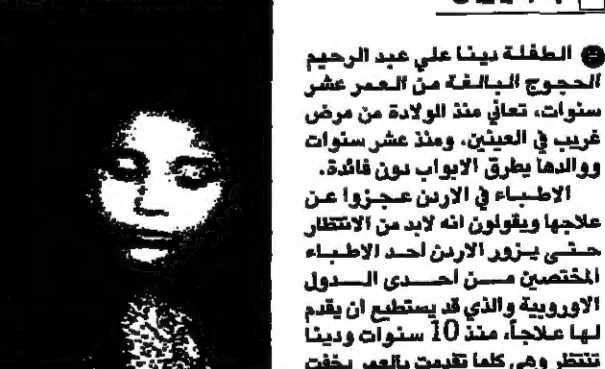 الطفلة دينا علي عبد الرحيم
الحجوج البالغة من العمر عشر
سنوات، تعاني منذ الولادة من مرض
غريب في العينين، ومنذ عشر سنوات
ووالدها يطرق الابواب دون فائدة.
الاطباء في الاردن عجزوا عن
علاجها ويقولون انه لابد من الانتظار
حتى يزور الاردن احد الاطباء
المختصين من احدى الدول
الاوروبية والذي قد يستطيع ان يقدم
لها علاجاً، منذ 10 سنوات ودينا
تنتظر وهي كلما تقدمت بالعمر يخفت